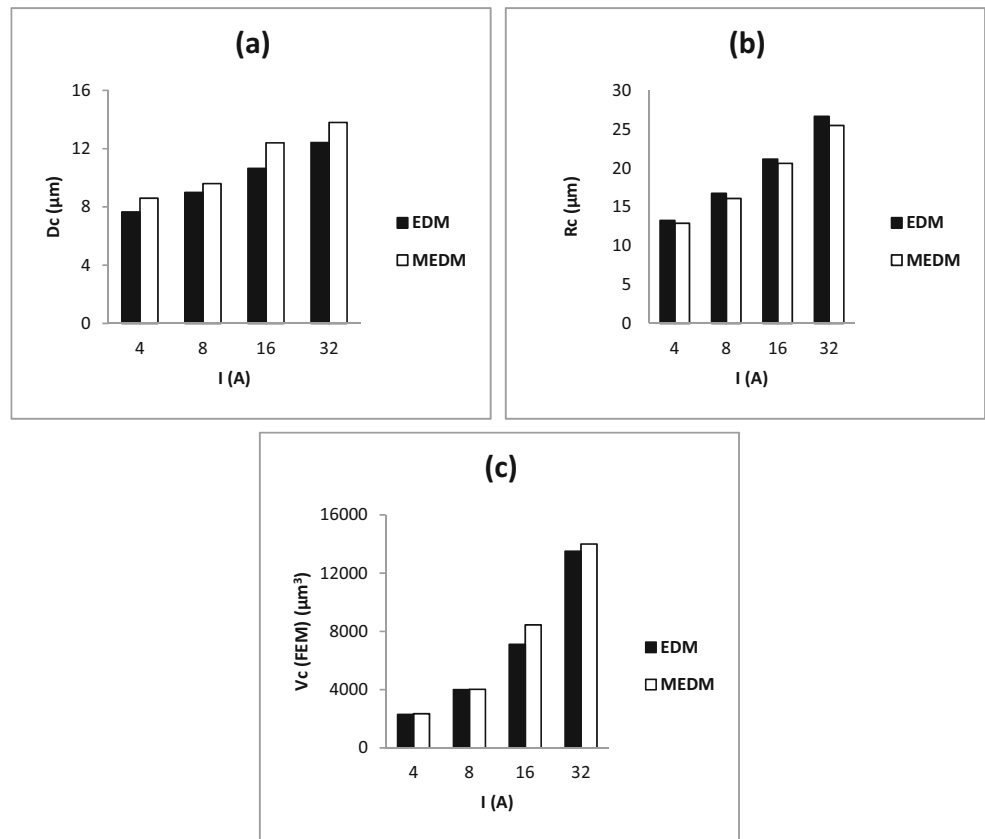 (a)
16
12
8
4
0
Dc (μm)
4 8 16 32
I (A)
EDM
MEDM
(b)
30
25
20
15
10
5
0
Rc (μm)
4 8 16 32
I (A)
EDM
MEDM
(c)
16000
12000
8000
4000
0
Vc (FEM) (μm³)
4 8 16 32
I (A)
EDM
MEDM